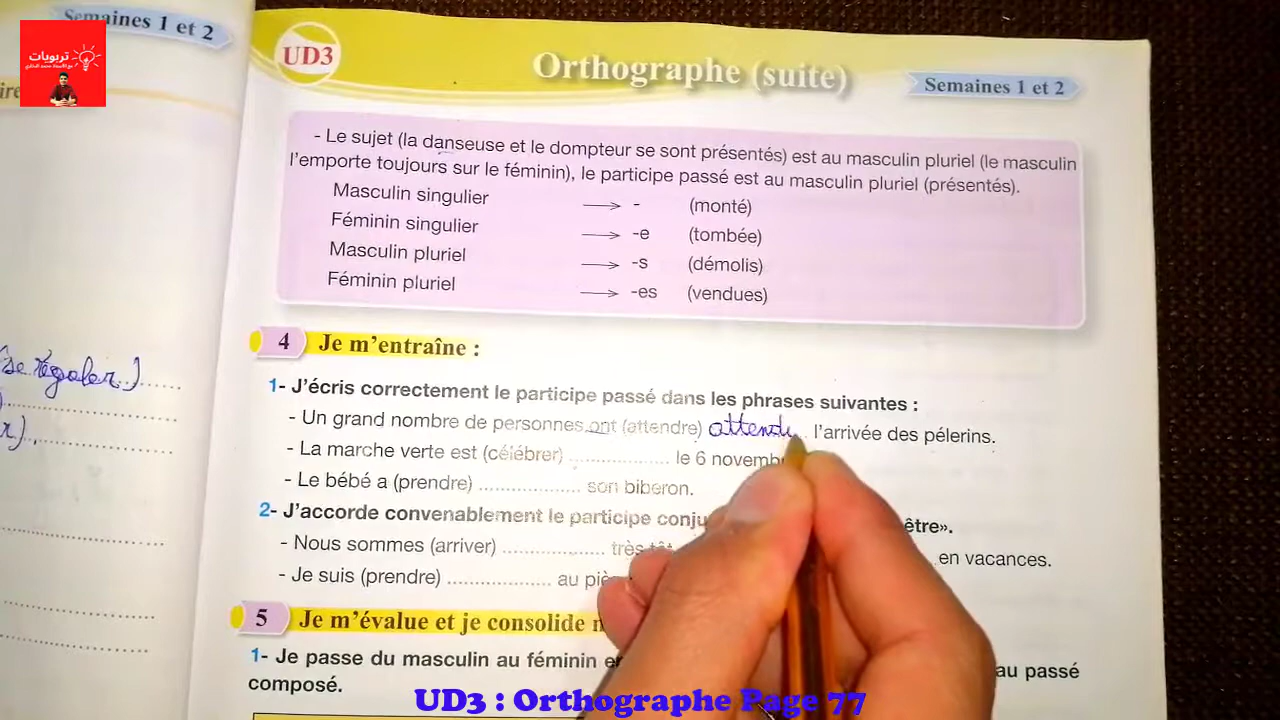 Semaines 1 et 2
تربويات
UD3
Orthographe (suite)
Semaines 1 et 2
- Le sujet (la danseuse et le dompteur se sont présentés) est au masculin pluriel (le masculin
l'emporte toujours sur le féminin), le participe passé est au masculin pluriel (présentés).
Masculin singulier → - (monté)
Féminin singulier → -e (tombée)
Masculin pluriel → -s (démolis)
Féminin pluriel → -es (vendues)
(se régaler)
4 Je m'entraîne :
1- J'écris correctement le participe passé dans les phrases suivantes :
- Un grand nombre de personnes ont (attendre) attendu l'arrivée des pélerins.
- La marche verte est (célébrer) .................. le 6 novemb
- Le bébé a (prendre) .................. son biberon.
2- J'accorde convenablement le participe conju être».
- Nous sommes (arriver) .................. très tôt en vacances.
- Je suis (prendre) .................. au piè
5 Je m'évalue et je consolide
1- Je passe du masculin au féminin au passé
composé.
UD3 : Orthographe Page 77